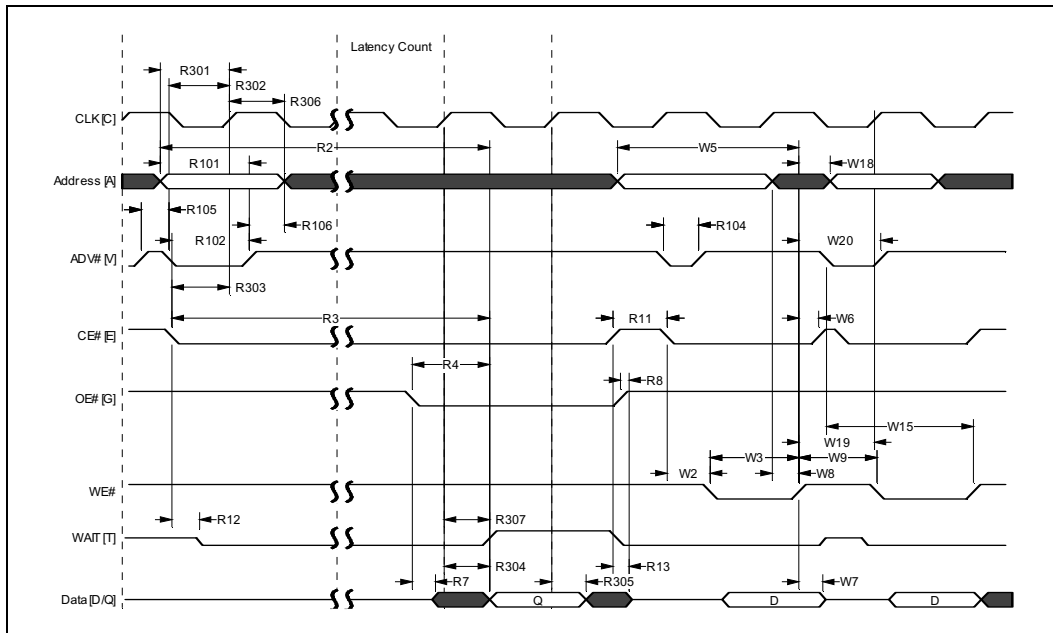 Latency Count
R301
R302
R306
CLK [C]
R2
W5
R101
W18
Address [A]
R105
R106
R104
R102
W20
ADV# [V]
R303
R3
R11
W6
CE# [E]
R4
R8
OE# [G]
W15
W19
W3
W9
W2
W8
WE#
R12
R307
WAIT [T]
R304
R13
R7
R305
W7
Data [D/Q]
Q
D
D